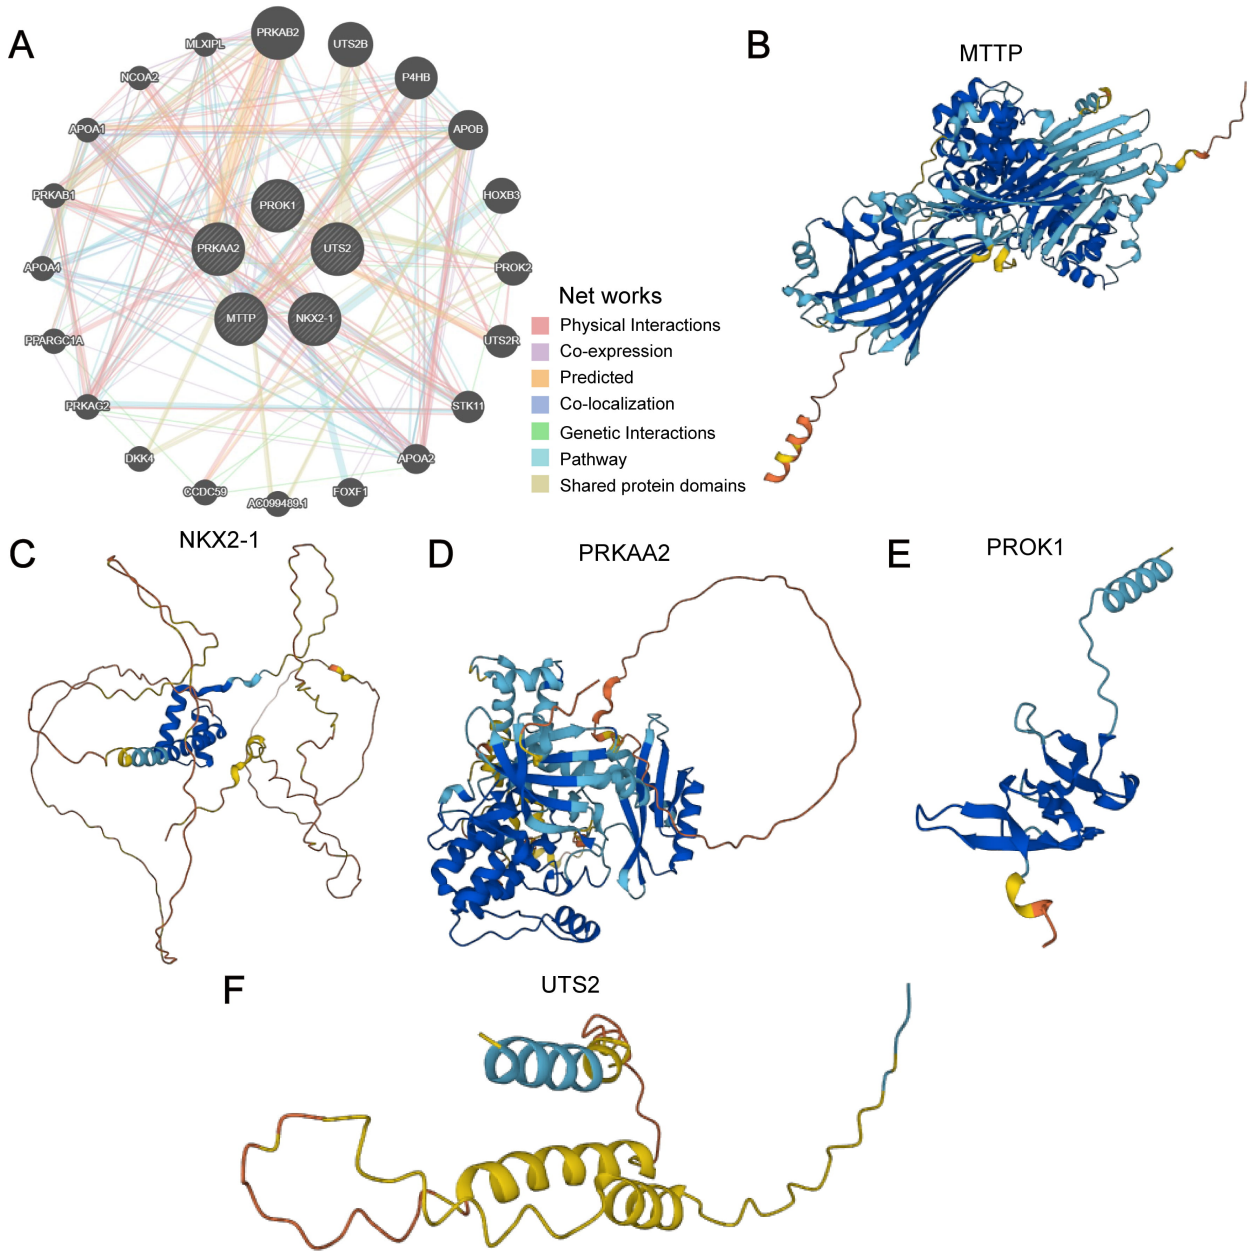 A
PRKAB2
UTS2B
MLXIPL
P4HB
NCOA2
APOA1
APOB
PRKAB1
HOXB3
PROK1
PRKAA2
UTS2
APOA4
PROK2
MTTP
NKX2-1
PPARGC1A
UTS2R
PRKAG2
STK11
DKK4
APOA2
CCDC59
AC099489.1
FOXF1
Net works
Physical Interactions
Co-expression
Predicted
Co-localization
Genetic Interactions
Pathway
Shared protein domains
B
MTTP
C
NKX2-1
D
PRKAA2
E
PROK1
F
UTS2